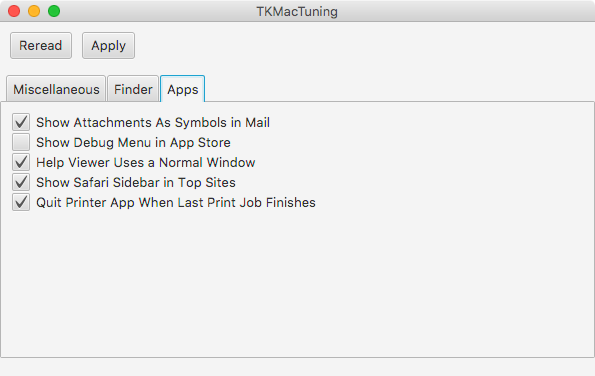 TKMacTuning
Reread Apply
Miscellaneous Finder Apps
Show Attachments As Symbols in Mail
Show Debug Menu in App Store
Help Viewer Uses a Normal Window
Show Safari Sidebar in Top Sites
Quit Printer App When Last Print Job Finishes